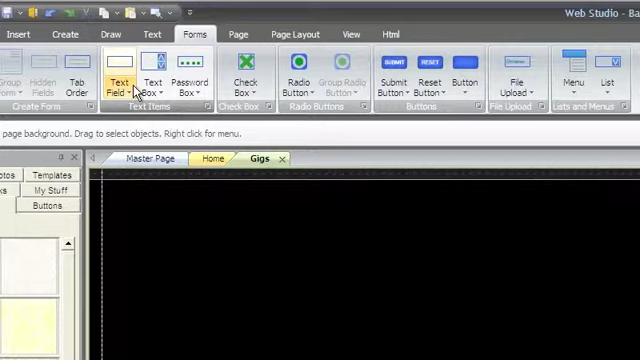 Web Studio - Ba
Insert Create Draw Text Forms Page Page Layout View Html
Group Form Hidden Fields Tab Order Text Field Text Box Password Box Check Box Radio Button Group Radio Button SUBMIT Submit Button RESET Reset Button Button File Upload Menu List
Create Form Text Items Check Box Radio Buttons Buttons File Upload Lists and Menus
page background. Drag to select objects. Right click for menu.
Master Page Home Gigs
otos Templates
ks My Stuff
Buttons